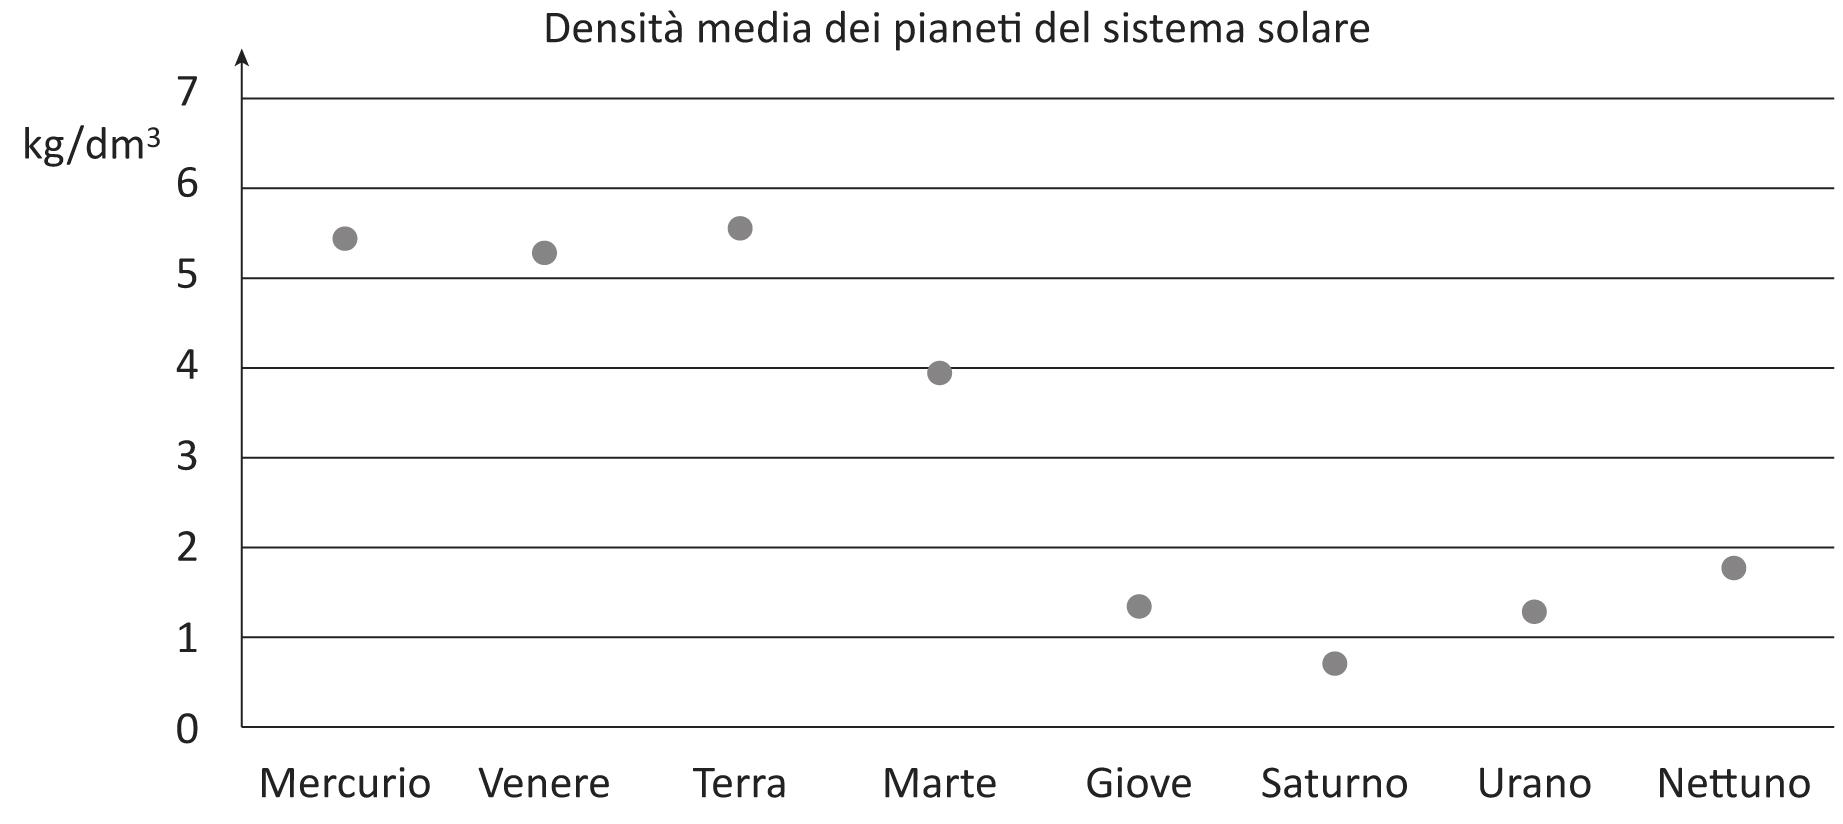 Densità media dei pianeti del sistema solare
7
kg/dm³
6
5
4
3
2
1
0
Mercurio Venere Terra Marte Giove Saturno Urano Nettuno